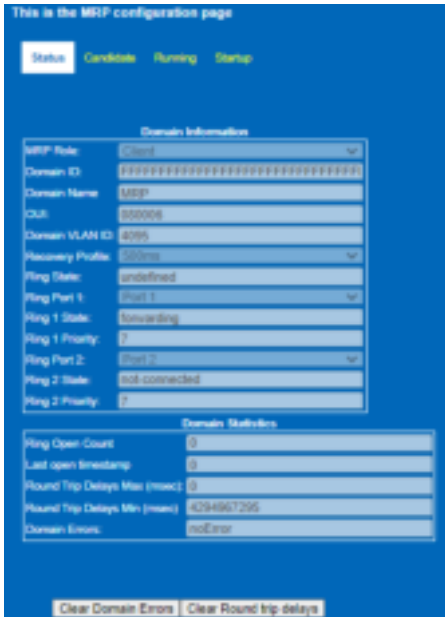 This is the MRP configuration page
Status Candidate Running Startup
Domain Information
MRP Role: Client
Domain ID: FFFFFFFFFFFFFFFFFFFFFFFFFFFFFFFF
Domain Name MRP
OUI: 080006
Domain VLAN ID: 4095
Recovery Profile: 500ms
Ring State: undefined
Ring Port 1: Port 1
Ring 1 State: forwarding
Ring 1 Priority: 7
Ring Port 2: Port 2
Ring 2 State: not-connected
Ring 2 Priority: 7
Domain Statistics
Ring Open Count 0
Last open timestamp 0
Round Trip Delays Max (msec): 0
Round Trip Delays Min (msec) 4294967295
Domain Errors: noError
Clear Domain Errors Clear Round trip delays